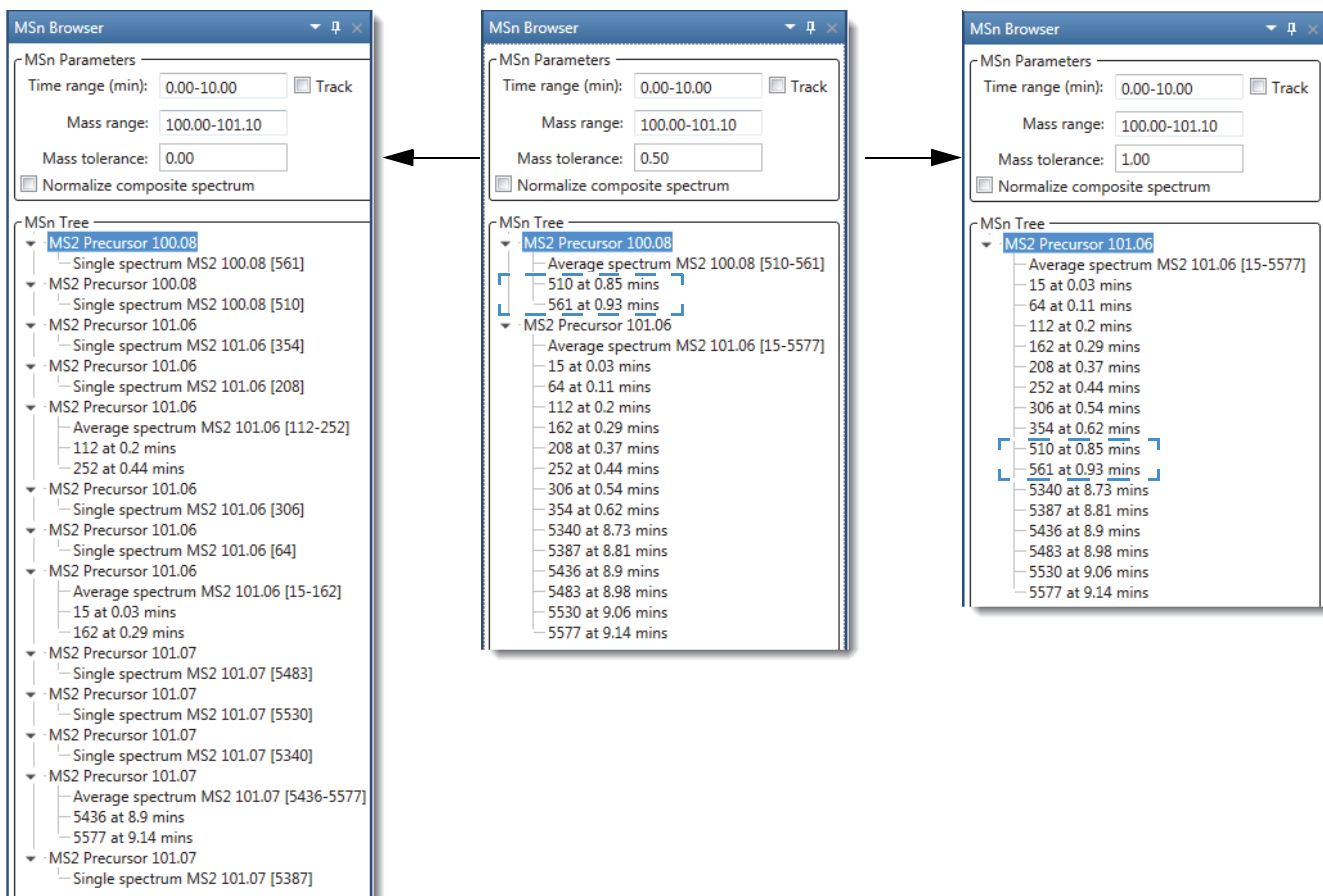 MSn Browser
MSn Parameters
Time range (min): 0.00-10.00 Track
Mass range: 100.00-101.10
Mass tolerance: 0.00
Normalize composite spectrum
MSn Tree
MS2 Precursor 100.08
Single spectrum MS2 100.08 [561]
MS2 Precursor 100.08
Single spectrum MS2 100.08 [510]
MS2 Precursor 101.06
Single spectrum MS2 101.06 [354]
MS2 Precursor 101.06
Single spectrum MS2 101.06 [208]
MS2 Precursor 101.06
Average spectrum MS2 101.06 [112-252]
112 at 0.2 mins
252 at 0.44 mins
MS2 Precursor 101.06
Single spectrum MS2 101.06 [306]
MS2 Precursor 101.06
Single spectrum MS2 101.06 [64]
MS2 Precursor 101.06
Average spectrum MS2 101.06 [15-162]
15 at 0.03 mins
162 at 0.29 mins
MS2 Precursor 101.07
Single spectrum MS2 101.07 [5483]
MS2 Precursor 101.07
Single spectrum MS2 101.07 [5530]
MS2 Precursor 101.07
Single spectrum MS2 101.07 [5340]
MS2 Precursor 101.07
Average spectrum MS2 101.07 [5436-5577]
5436 at 8.9 mins
5577 at 9.14 mins
MS2 Precursor 101.07
Single spectrum MS2 101.07 [5387]
MSn Browser
MSn Parameters
Time range (min): 0.00-10.00 Track
Mass range: 100.00-101.10
Mass tolerance: 0.50
Normalize composite spectrum
MSn Tree
MS2 Precursor 100.08
Average spectrum MS2 100.08 [510-561]
510 at 0.85 mins
561 at 0.93 mins
MS2 Precursor 101.06
Average spectrum MS2 101.06 [15-5577]
15 at 0.03 mins
64 at 0.11 mins
112 at 0.2 mins
162 at 0.29 mins
208 at 0.37 mins
252 at 0.44 mins
306 at 0.54 mins
354 at 0.62 mins
5340 at 8.73 mins
5387 at 8.81 mins
5436 at 8.9 mins
5483 at 8.98 mins
5530 at 9.06 mins
5577 at 9.14 mins
MSn Browser
MSn Parameters
Time range (min): 0.00-10.00 Track
Mass range: 100.00-101.10
Mass tolerance: 1.00
Normalize composite spectrum
MSn Tree
MS2 Precursor 101.06
Average spectrum MS2 101.06 [15-5577]
15 at 0.03 mins
64 at 0.11 mins
112 at 0.2 mins
162 at 0.29 mins
208 at 0.37 mins
252 at 0.44 mins
306 at 0.54 mins
354 at 0.62 mins
510 at 0.85 mins
561 at 0.93 mins
5340 at 8.73 mins
5387 at 8.81 mins
5436 at 8.9 mins
5483 at 8.98 mins
5530 at 9.06 mins
5577 at 9.14 mins